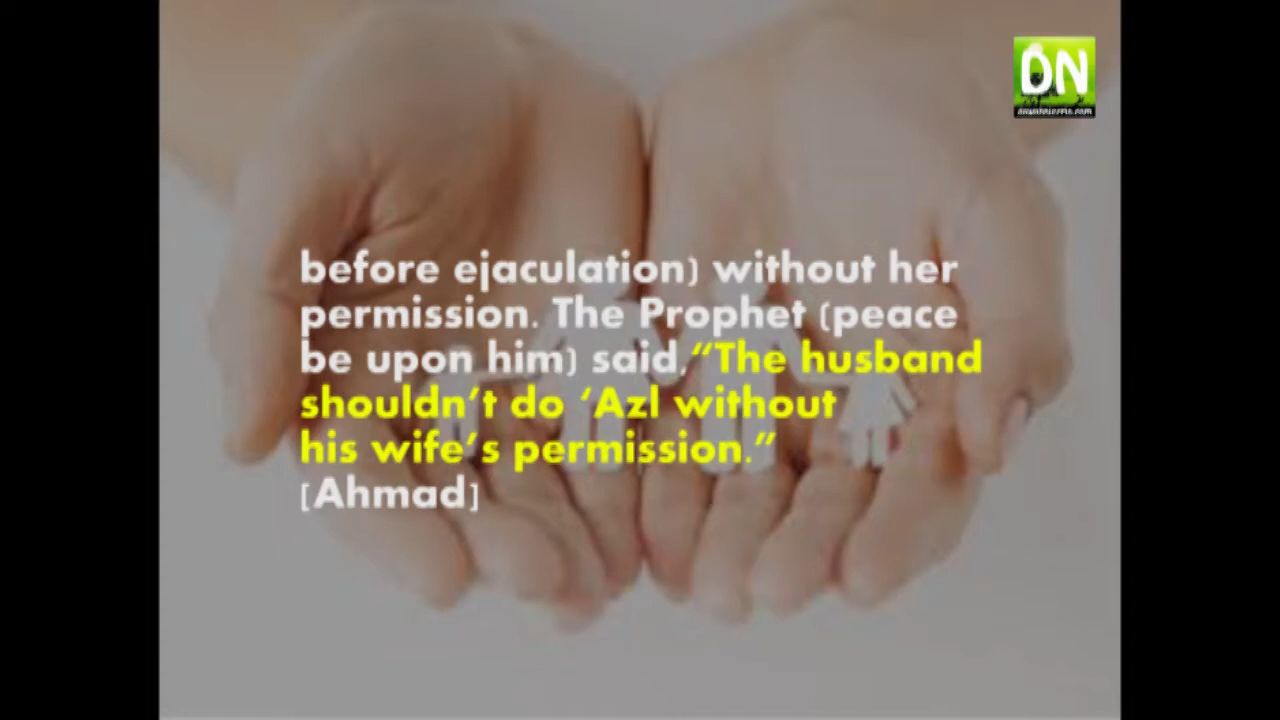 DN
before ejaculation) without her
permission. The Prophet (peace
be upon him) said,“The husband
shouldn’t do ‘Azl without
his wife’s permission.”
[Ahmad]